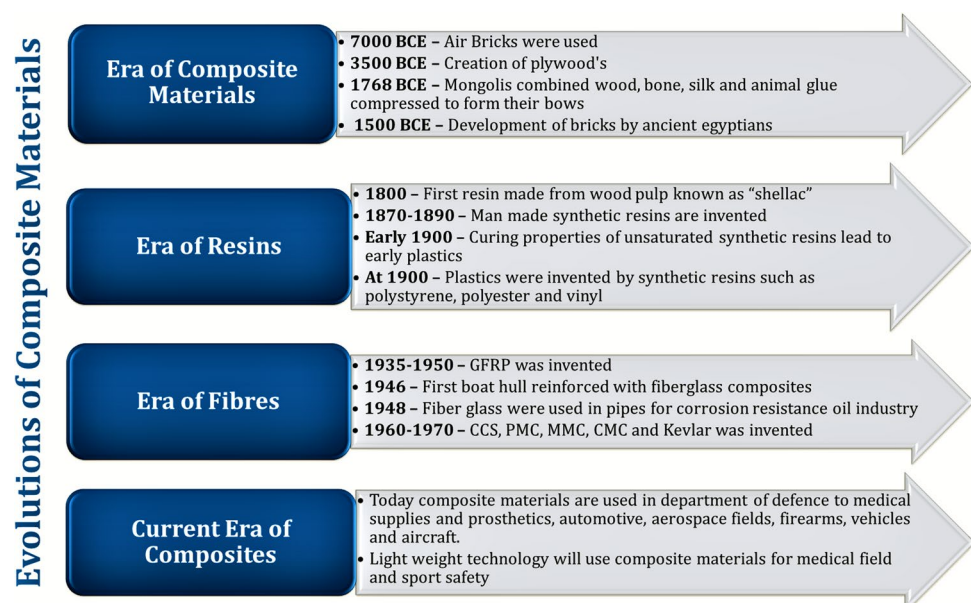 Evolutions of Composite Materials
Era of Composite
Materials
• 7000 BCE – Air Bricks were used
• 3500 BCE – Creation of plywood's
• 1768 BCE – Mongolis combined wood, bone, silk and animal glue
compressed to form their bows
• 1500 BCE – Development of bricks by ancient egyptians
Era of Resins
• 1800 – First resin made from wood pulp known as “shellac”
• 1870-1890 – Man made synthetic resins are invented
• Early 1900 – Curing properties of unsaturated synthetic resins lead to
early plastics
• At 1900 – Plastics were invented by synthetic resins such as
polystyrene, polyester and vinyl
Era of Fibres
• 1935-1950 – GFRP was invented
• 1946 – First boat hull reinforced with fiberglass composites
• 1948 – Fiber glass were used in pipes for corrosion resistance oil industry
• 1960-1970 – CCS, PMC, MMC, CMC and Kevlar was invented
Current Era of
Composites
• Today composite materials are used in department of defence to medical
supplies and prosthetics, automotive, aerospace fields, firearms, vehicles
and aircraft.
• Light weight technology will use composite materials for medical field
and sport safety